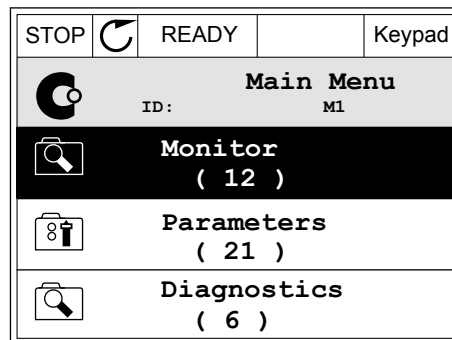 STOP READY Keypad
Main Menu
ID: M1
Monitor
( 12 )
Parameters
( 21 )
Diagnostics
( 6 )